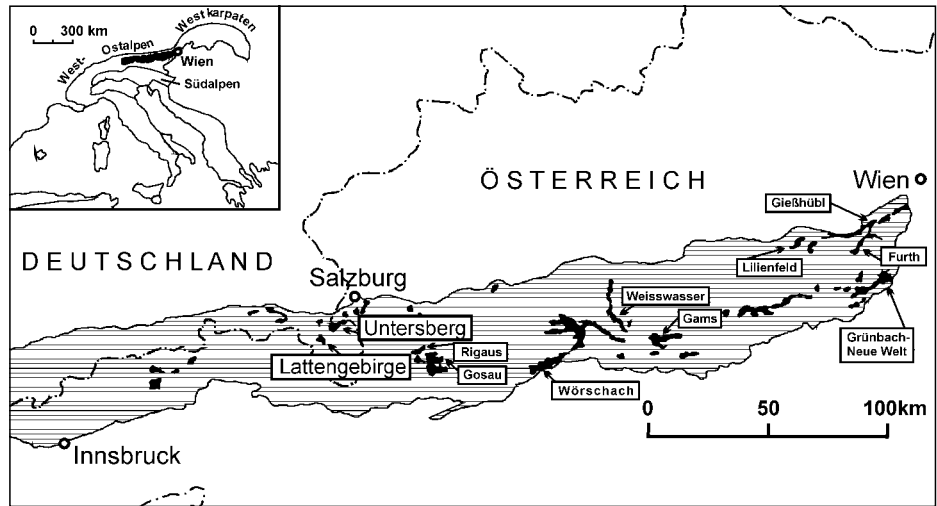 0 300 km
Westkarpaten
Ostalpen
West-
Wien
Südalpen
ÖSTERREICH
Wien
Gießhübl
DEUTSCHLAND
Lilienfeld
Furth
Salzburg
Weisswasser
Untersberg
Gams
Grünbach-
Neue Welt
Rigaus
Lattengebirge
Gosau
Wörschach
0 50 100km
Innsbruck